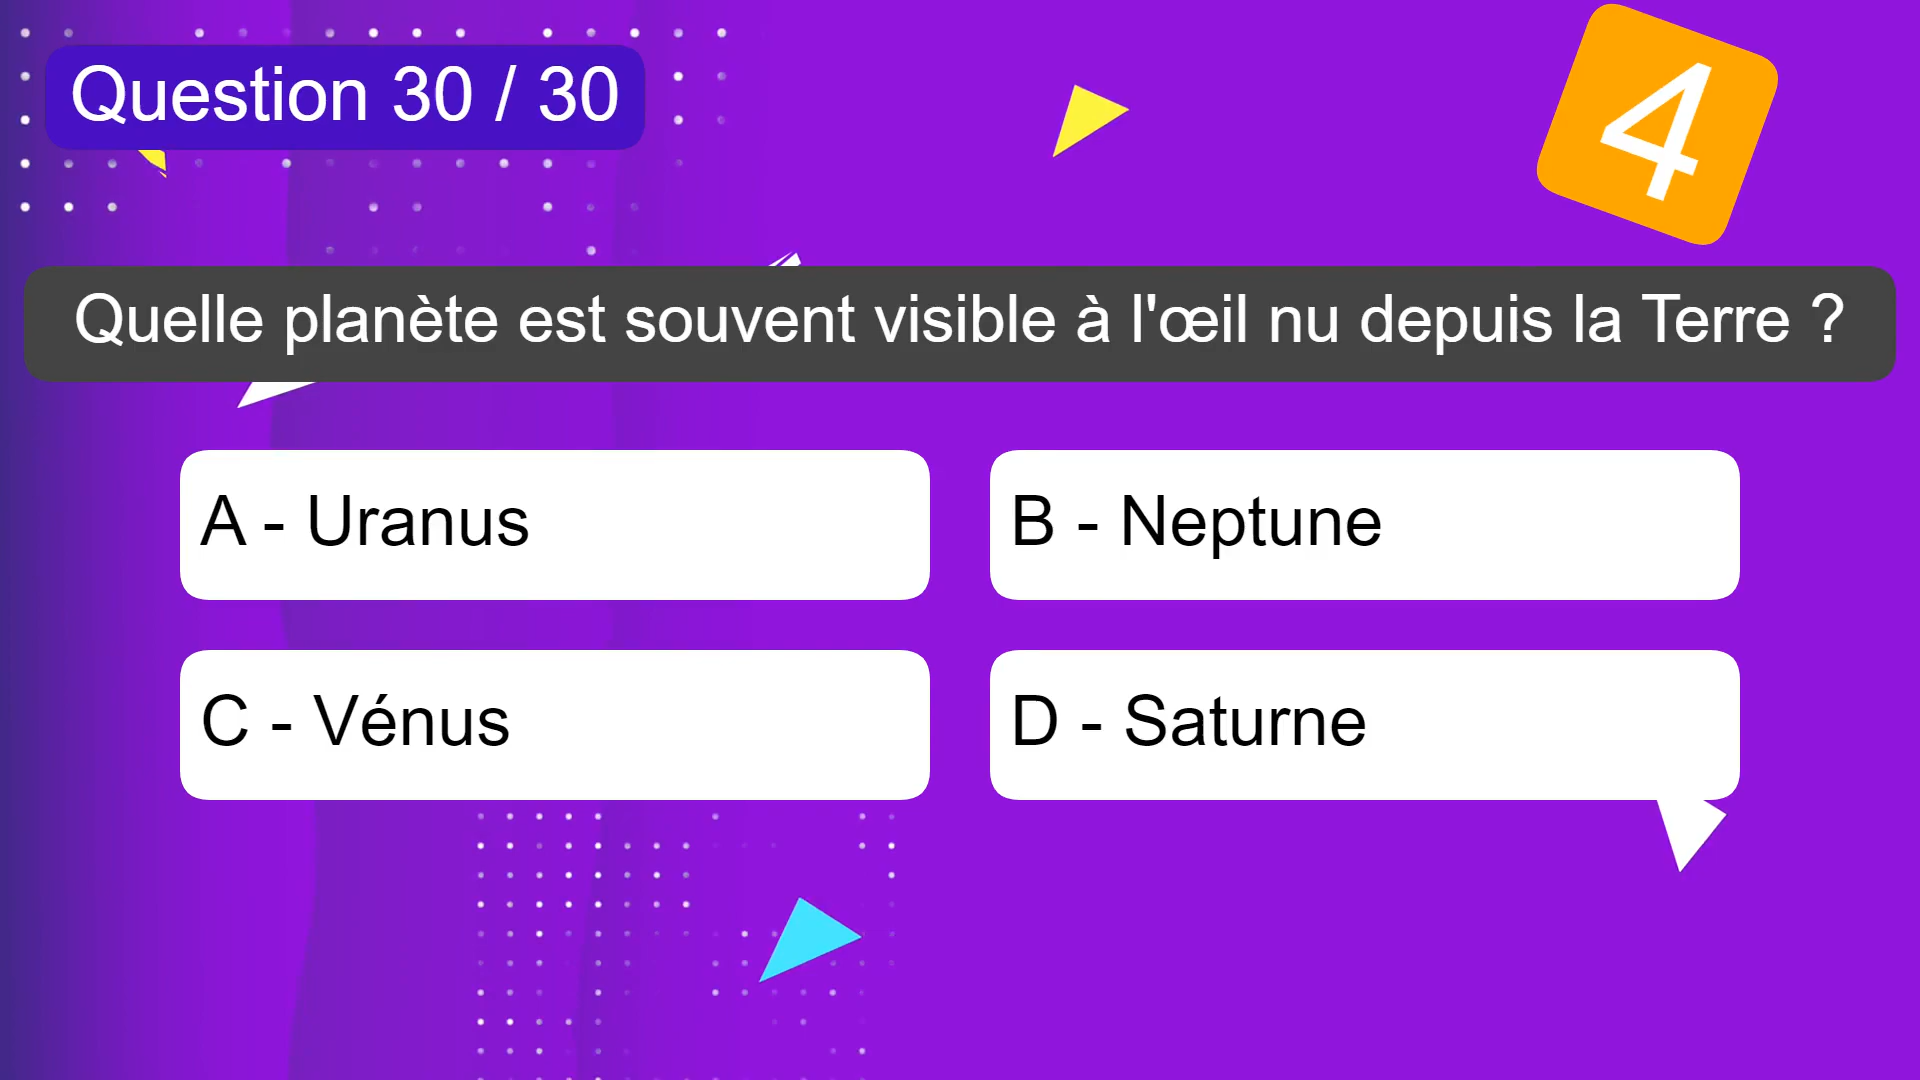 Question 30 / 30
4
Quelle planète est souvent visible à l'œil nu depuis la Terre ?
A - Uranus
B - Neptune
C - Vénus
D - Saturne